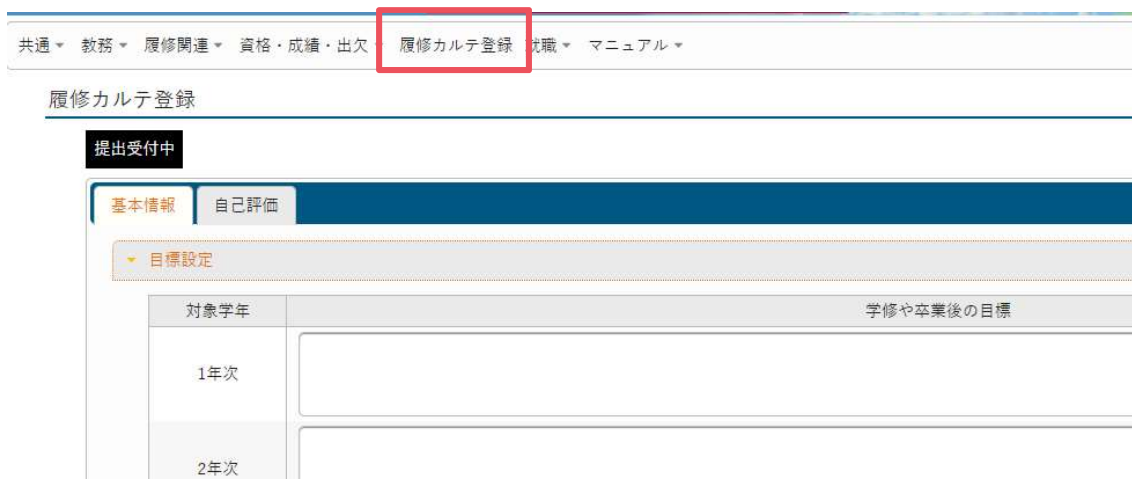 共通 教務 履修関連 資格・成績・出欠 履修カルテ登録 就職 マニュアル
履修カルテ登録
提出受付中
基本情報 自己評価
目標設定
対象学年 学修や卒業後の目標
1年次
2年次